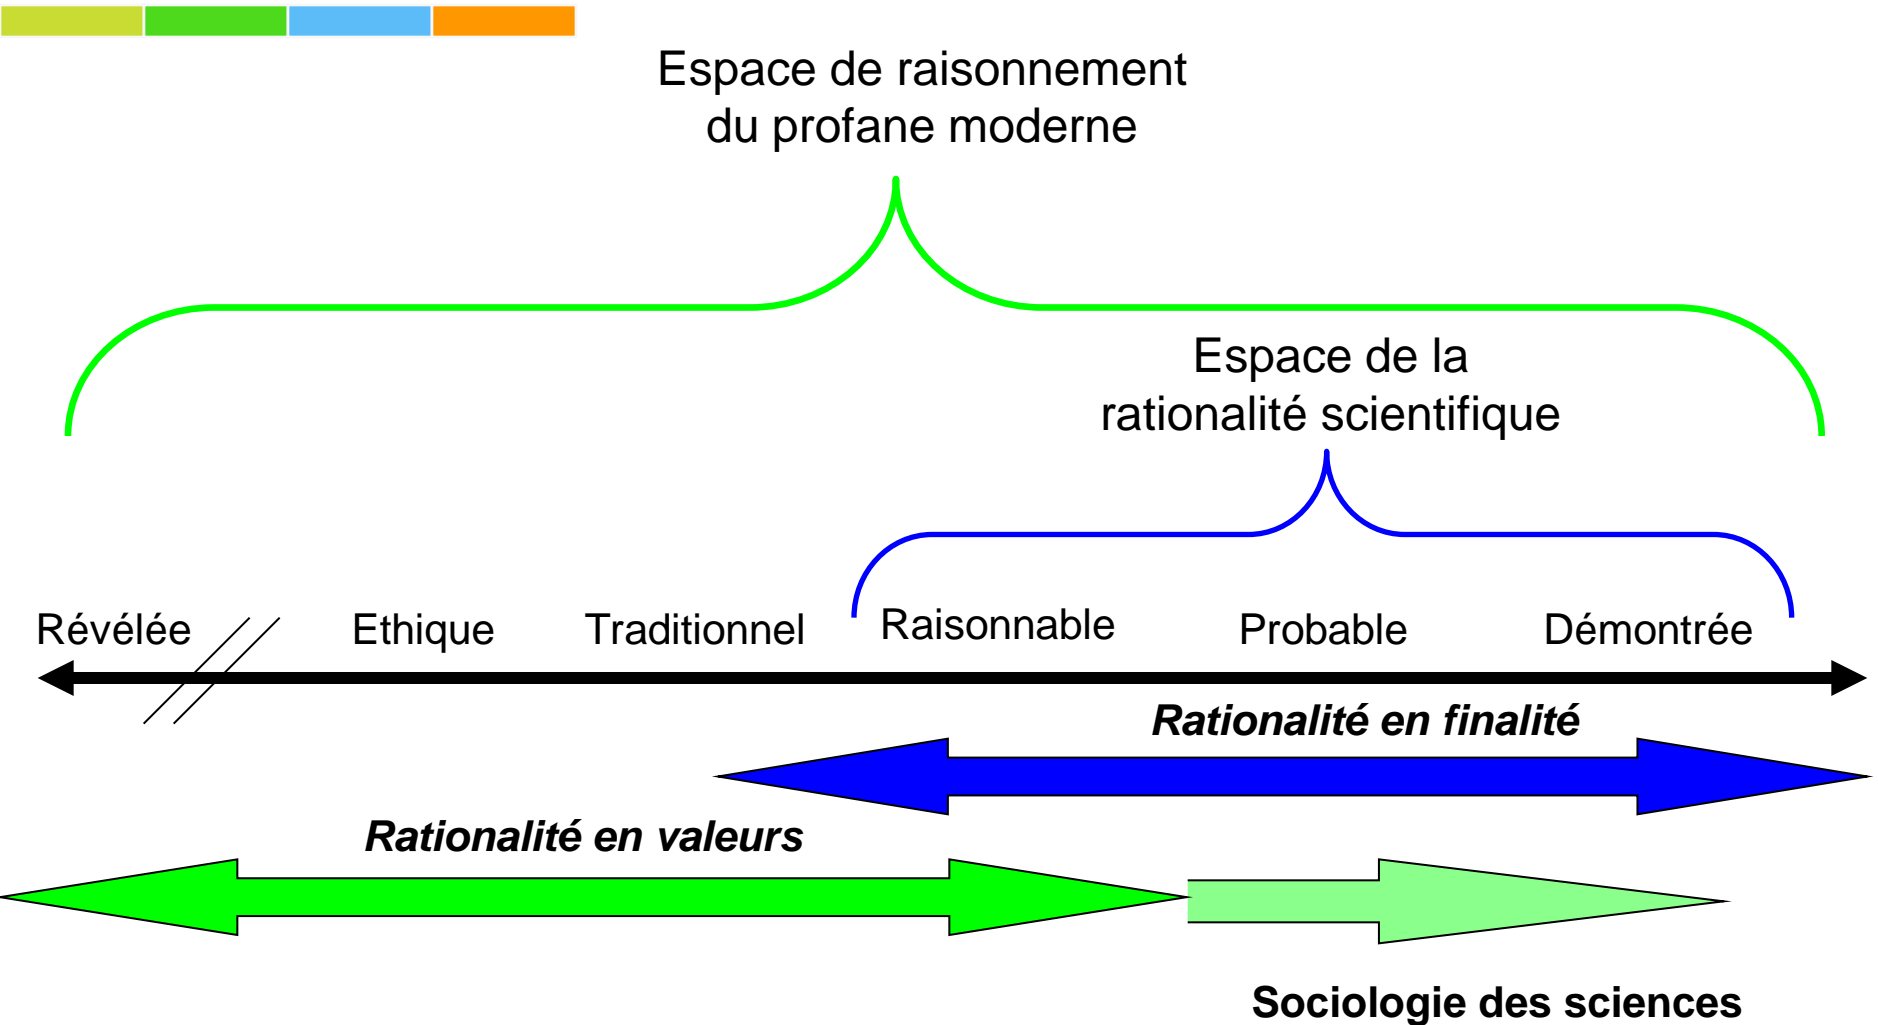 Espace de raisonnement
du profane moderne
Espace de la
rationalité scientifique
Révélée Ethique Traditionnel Raisonnable Probable Démontrée
Rationalité en finalité
Rationalité en valeurs
Sociologie des sciences